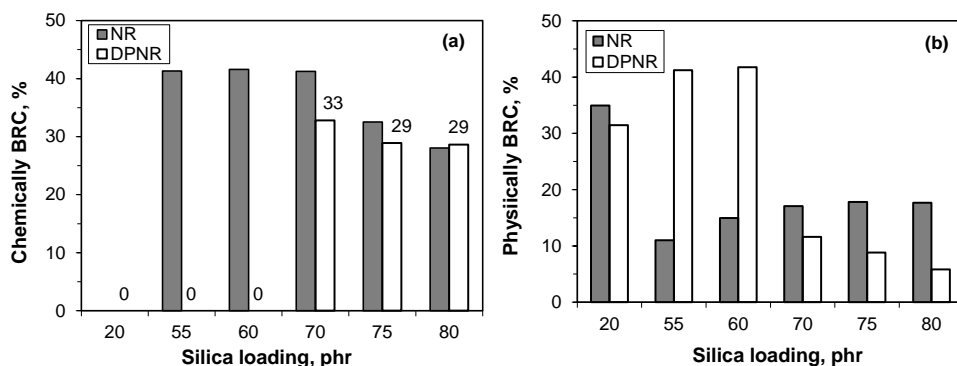 50
40
30
20
10
0
Chemically BRC, %
NR
DPNR
(a)
33
29
29
0
0
0
20 55 60 70 75 80
Silica loading, phr
50
40
30
20
10
0
Physiically BRC, %
NR
DPNR
(b)
20 55 60 70 75 80
Silica loading, phr